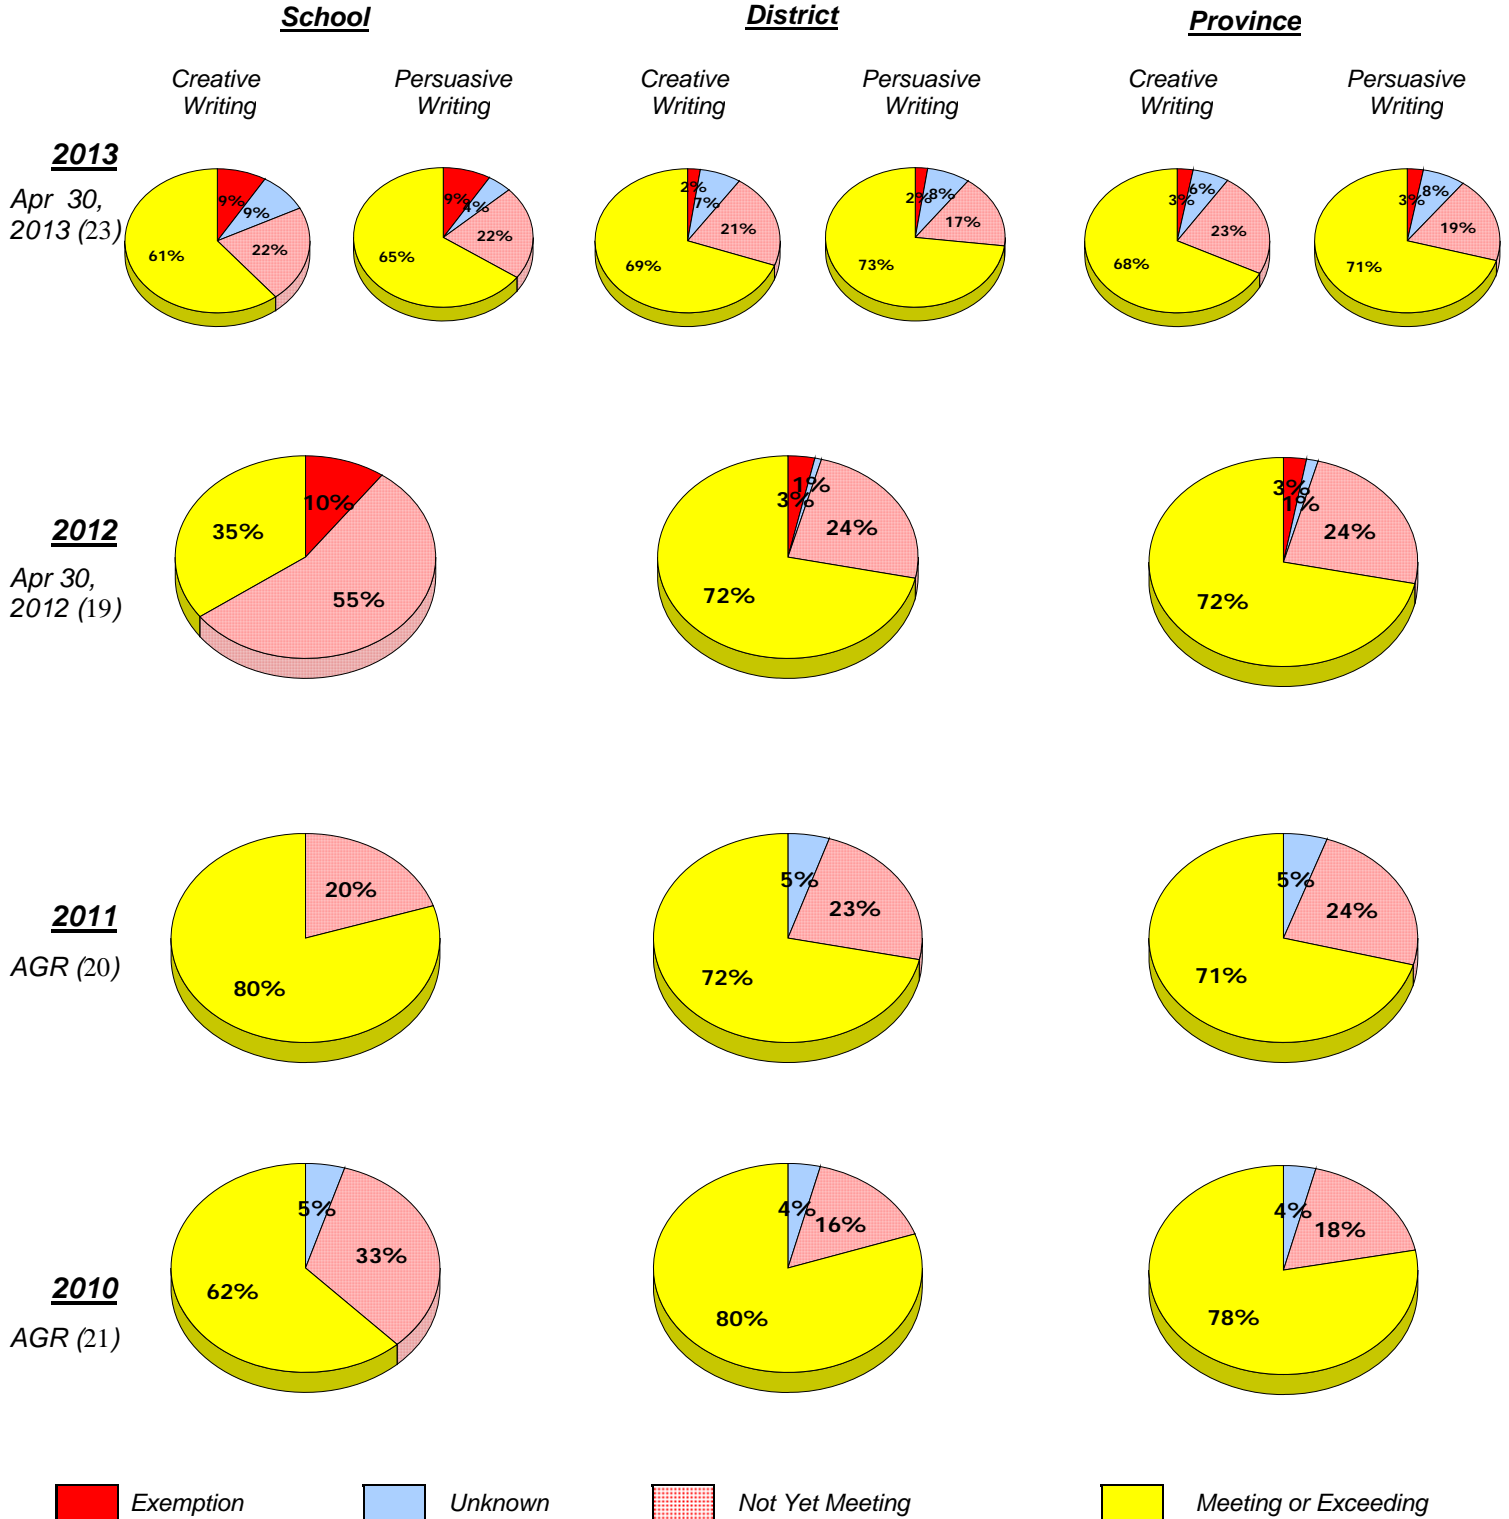 School District Province
Creative Writing Persuasive Writing Creative Writing Persuasive Writing Creative Writing Persuasive Writing
2013
Apr 30,
2013 (23)
9% 9% 22% 61%
9% 4% 22% 65%
2% 7% 21% 69%
2% 8% 17% 73%
3% 6% 23% 68%
3% 8% 19% 71%
2012
Apr 30,
2012 (19)
10% 55% 35%
3% 1% 24% 72%
3% 1% 24% 72%
2011
AGR (20)
20% 80%
5% 23% 72%
5% 24% 71%
2010
AGR (21)
5% 33% 62%
4% 16% 80%
4% 18% 78%
Exemption Unknown Not Yet Meeting Meeting or Exceeding